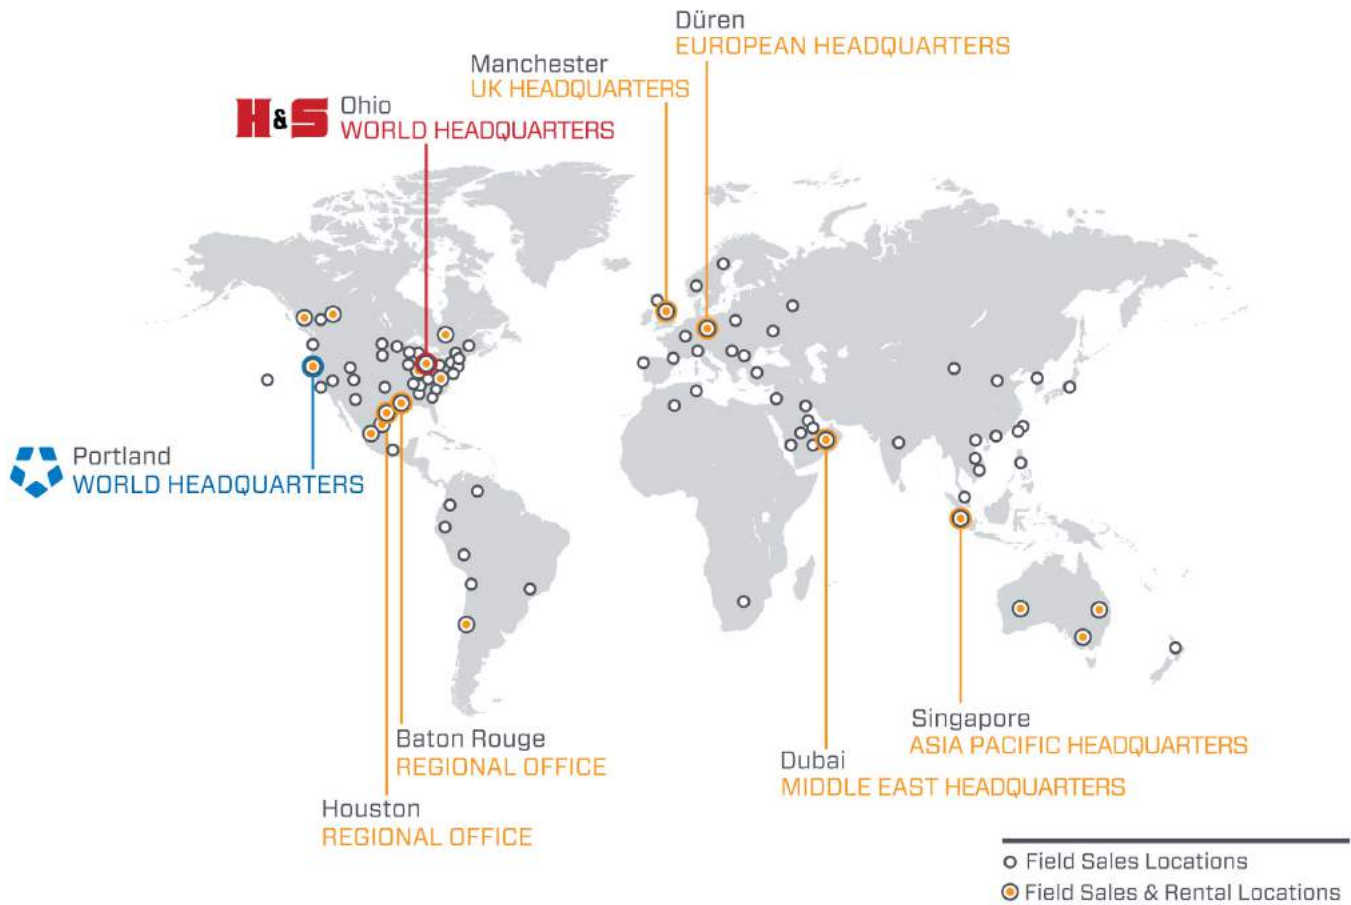 Düren
EUROPEAN HEADQUARTERS
Manchester
UK HEADQUARTERS
H&S
Ohio
WORLD HEADQUARTERS
Portland
WORLD HEADQUARTERS
Baton Rouge
REGIONAL OFFICE
Houston
REGIONAL OFFICE
Singapore
ASIA PACIFIC HEADQUARTERS
Dubai
MIDDLE EAST HEADQUARTERS
Field Sales Locations
Field Sales & Rental Locations